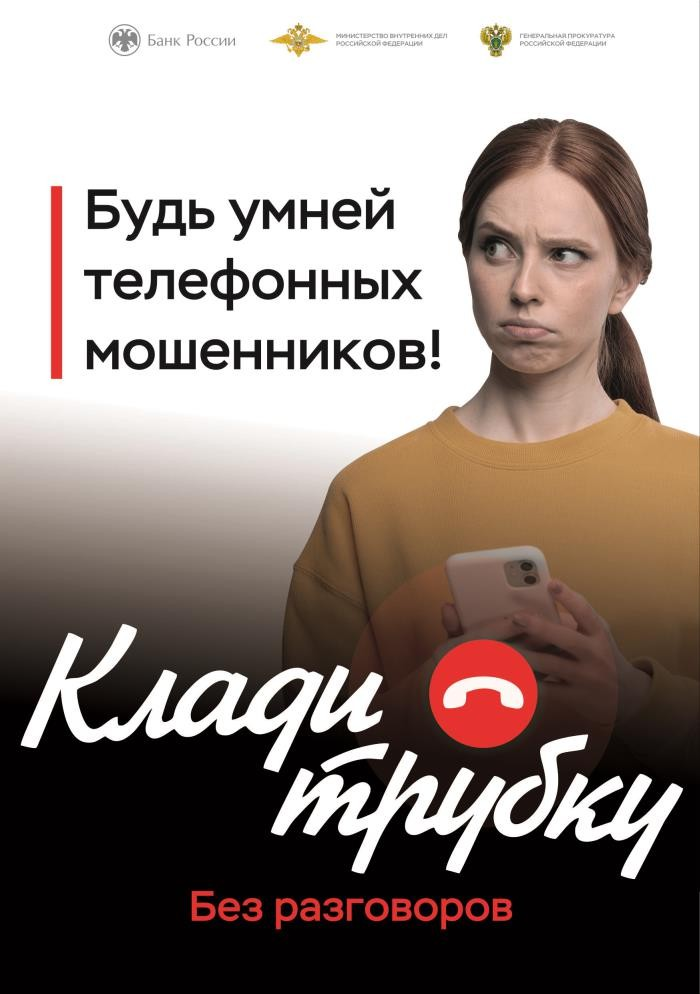 Банк России
МИНИСТЕРСТВО ВНУТРЕННИХ ДЕЛ
РОССИЙСКОЙ ФЕДЕРАЦИИ
ГЕНЕРАЛЬНАЯ ПРОКУРАТУРА
РОССИЙСКОЙ ФЕДЕРАЦИИ
Будь умней
телефонных
мошенников!
Клади
трубку
Без разговоров